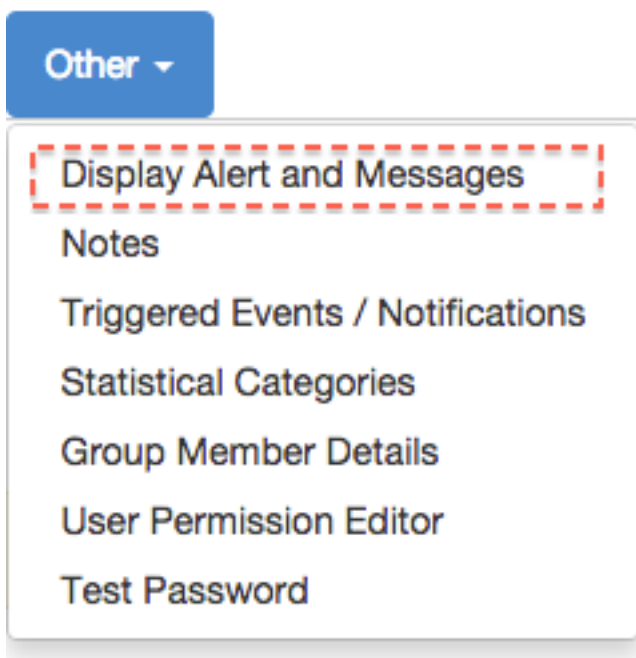 Other
Display Alert and Messages
Notes
Triggered Events / Notifications
Statistical Categories
Group Member Details
User Permission Editor
Test Password